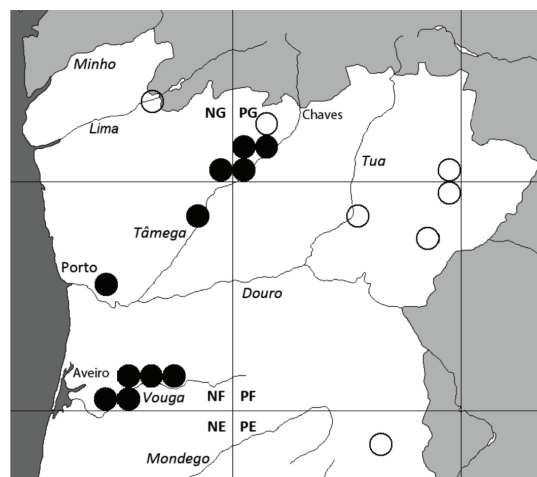 Minho
NG PG
Chaves
Lima
Tua
Tâmega
Porto
Douro
Aveiro
Vouga
NF PF
NE PE
Mondego